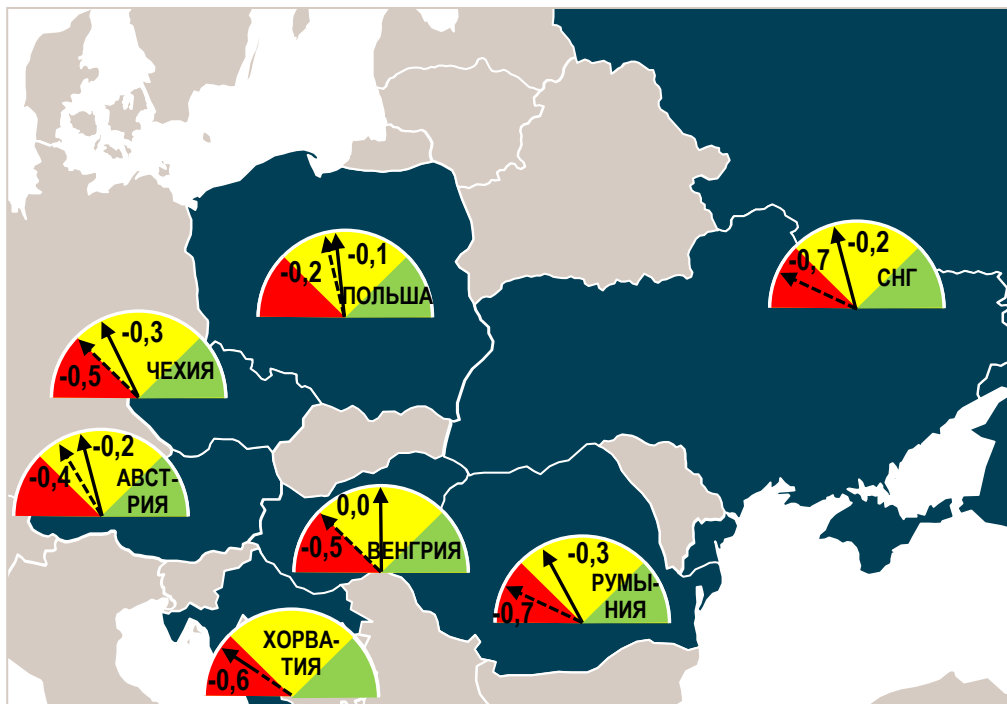 -0,1
-0,2
ПОЛЬША
-0,2
-0,7
СНГ
-0,3
-0,5
ЧЕХИЯ
-0,2
-0,4
АВСТ-
РИЯ
0,0
-0,5
ВЕНГРИЯ
-0,3
-0,7
РУМЫ-
НИЯ
ХОРВА-
ТИЯ
-0,6